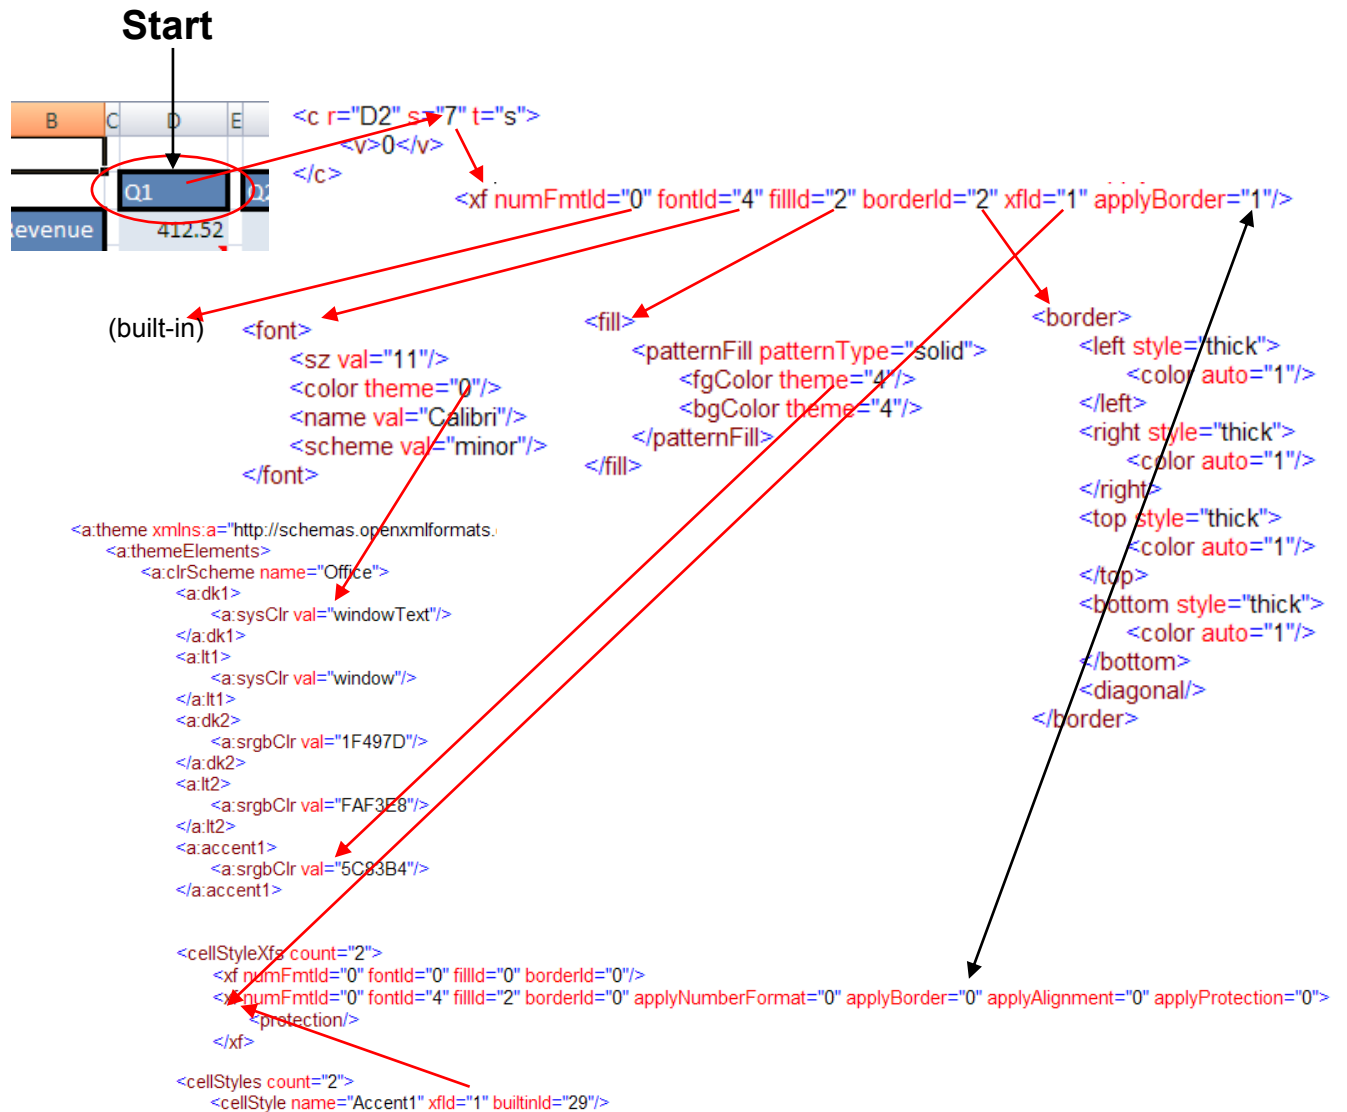 Start
B C D E
Q1 Q2
Revenue 412.52
<c r="D2" s="7" t="s">
<v>0</v>
</c>
<xf numFmtId="0" fontId="4" fillId="2" borderId="2" xfId="1" applyBorder="1"/>
(built-in)
<font>
<sz val="11"/>
<color theme="0"/>
<name val="Calibri"/>
<scheme val="minor"/>
</font>
<fill>
<patternFill patternType="solid">
<fgColor theme="4"/>
<bgColor theme="4"/>
</patternFill>
</fill>
<border>
<left style="thick">
<color auto="1"/>
</left>
<right style="thick">
<color auto="1"/>
</right>
<top style="thick">
<color auto="1"/>
</top>
<bottom style="thick">
<color auto="1"/>
</bottom>
<diagonal/>
</border>
<a:theme xmlns:a="http://schemas.openxmlformats.
<a:themeElements>
<a:clrScheme name="Office">
<a:dk1>
<a:sysClr val="windowText"/>
</a:dk1>
<a:lt1>
<a:sysClr val="window"/>
</a:lt1>
<a:dk2>
<a:srgbClr val="1F497D"/>
</a:dk2>
<a:lt2>
<a:srgbClr val="FAF3E8"/>
</a:lt2>
<a:accent1>
<a:srgbClr val="5C83B4"/>
</a:accent1>
<cellStyleXfs count="2">
<xf numFmtId="0" fontId="0" fillId="0" borderId="0"/>
<xf numFmtId="0" fontId="4" fillId="2" borderId="0" applyNumberFormat="0" applyBorder="0" applyAlignment="0" applyProtection="0">
<protection/>
</xf>
<cellStyles count="2">
<cellStyle name="Accent1" xfId="1" builtinId="29"/>